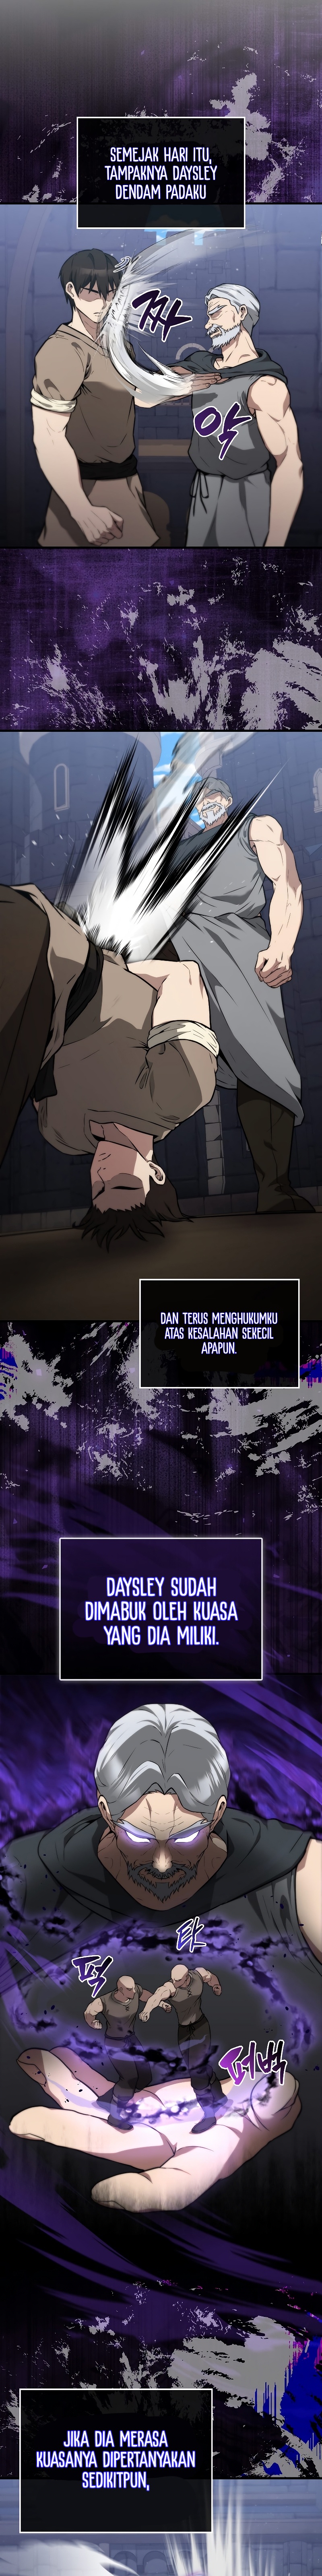 SEMEJAK HARI ITU,
TAMPAKNYA DAYSLEY
DENDAM PADAKU
짜
악
DAN TERUS MENGHUKUMKU
ATAS KESALAHAN SEKECIL
APAPUN.
DAYSLEY SUDAH
DIMABUK OLEH KUASA
YANG DIA MILIKI.
탁
퍽
퍼벅
JIKA DIA MERASA
KUASANYA DIPERTANYAKAN
SEDIKITPUN,